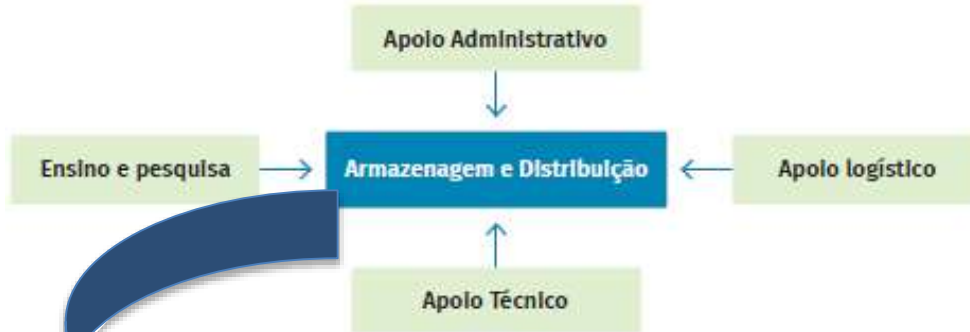 Apoio Administrativo
Ensino e pesquisa
Armazenagem e Distribuição
Apoio logístico
Apoio Técnico